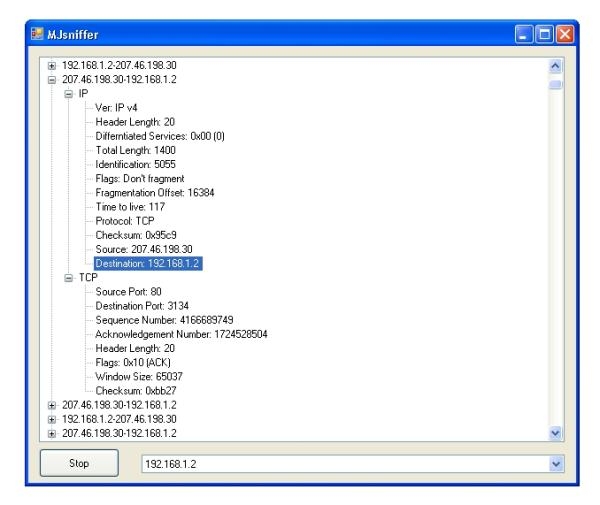 MJsniffer
192.168.1.2-207.46.198.30
207.46.198.30-192.168.1.2
IP
Ver: IP v4
Header Length: 20
Differntiated Services: 0x00 (0)
Total Length: 1400
Identification: 5055
Flags: Don't fragment
Fragmentation Offset: 16384
Time to live: 117
Protocol: TCP
Checksum: 0x95c9
Source: 207.46.198.30
Destination: 192.168.1.2
TCP
Source Port: 80
Destination Port: 3134
Sequence Number: 4166689749
Acknowledgement Number: 1724528504
Header Length: 20
Flags: 0x10 (ACK)
Window Size: 65037
Checksum: 0xbb27
207.46.198.30-192.168.1.2
192.168.1.2-207.46.198.30
207.46.198.30-192.168.1.2
Stop
192.168.1.2